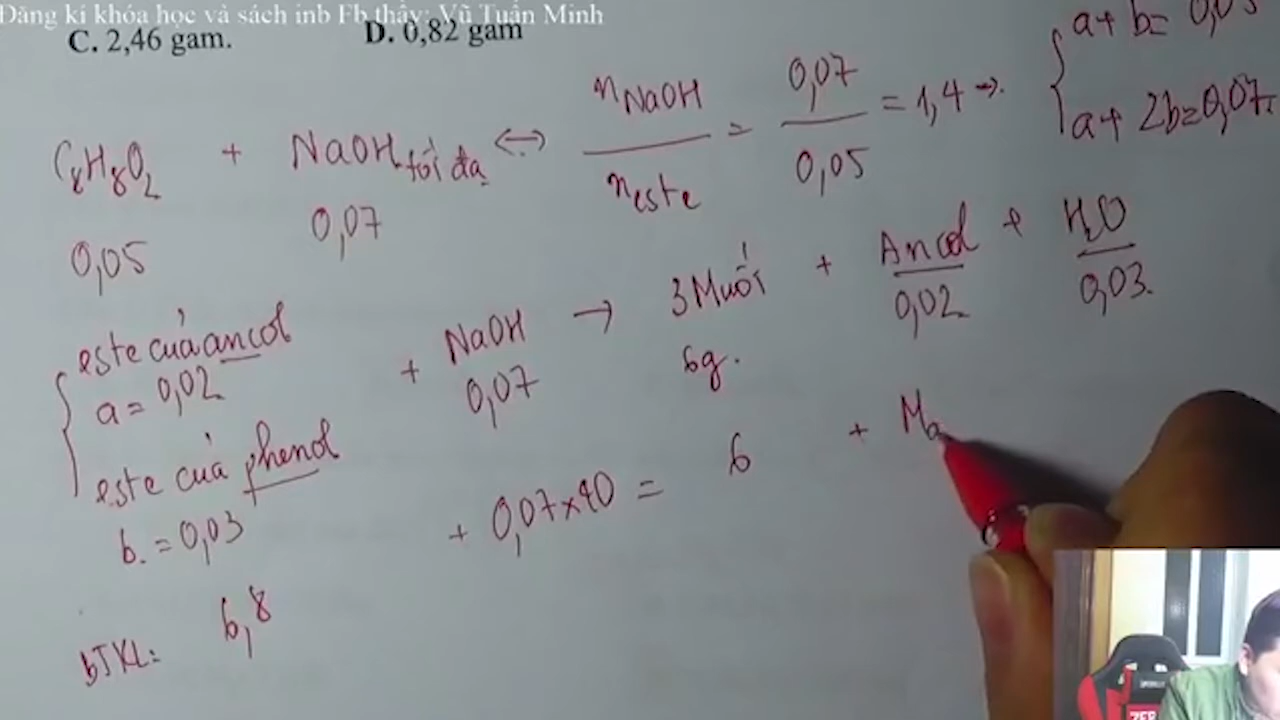 Đăng kí khóa học và sách inb Fb thầy: Vũ Tuấn Minh
C. 2,46 gam. D. 0,82 gam
C8H8O2 + NaOH tối đa <-> nNaOH / neste = 0,07 / 0,05 = 1,4 ->
0,05 0,07
a + b = 0,05
a + 2b = 0,07.
este của ancol + NaOH -> 3 Muối + Ancol + H2O
a = 0,02 0,07 6g. 0,02 0,03.
este của phenol
b. = 0,03
BTKL: 6,8 + 0,07 x 40 = 6 + Ma